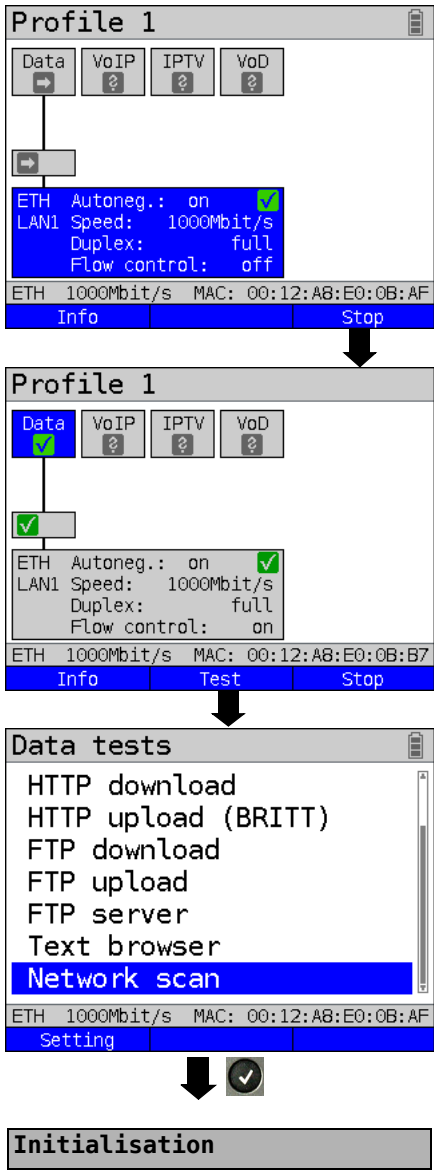 Profile 1
Data VoIP IPTV VoD
ETH Autoneg.: on
LAN1 Speed: 1000Mbit/s
Duplex: full
Flow control: off
ETH 1000Mbit/s MAC: 00:12:A8:E0:0B:AF
Info Stop
Profile 1
Data VoIP IPTV VoD
ETH Autoneg.: on
LAN1 Speed: 1000Mbit/s
Duplex: full
Flow control: on
ETH 1000Mbit/s MAC: 00:12:A8:E0:0B:B7
Info Test Stop
Data tests
HTTP download
HTTP upload (BRITT)
FTP download
FTP upload
FTP server
Text browser
Network scan
ETH 1000Mbit/s MAC: 00:12:A8:E0:0B:AF
Setting
Initialisation